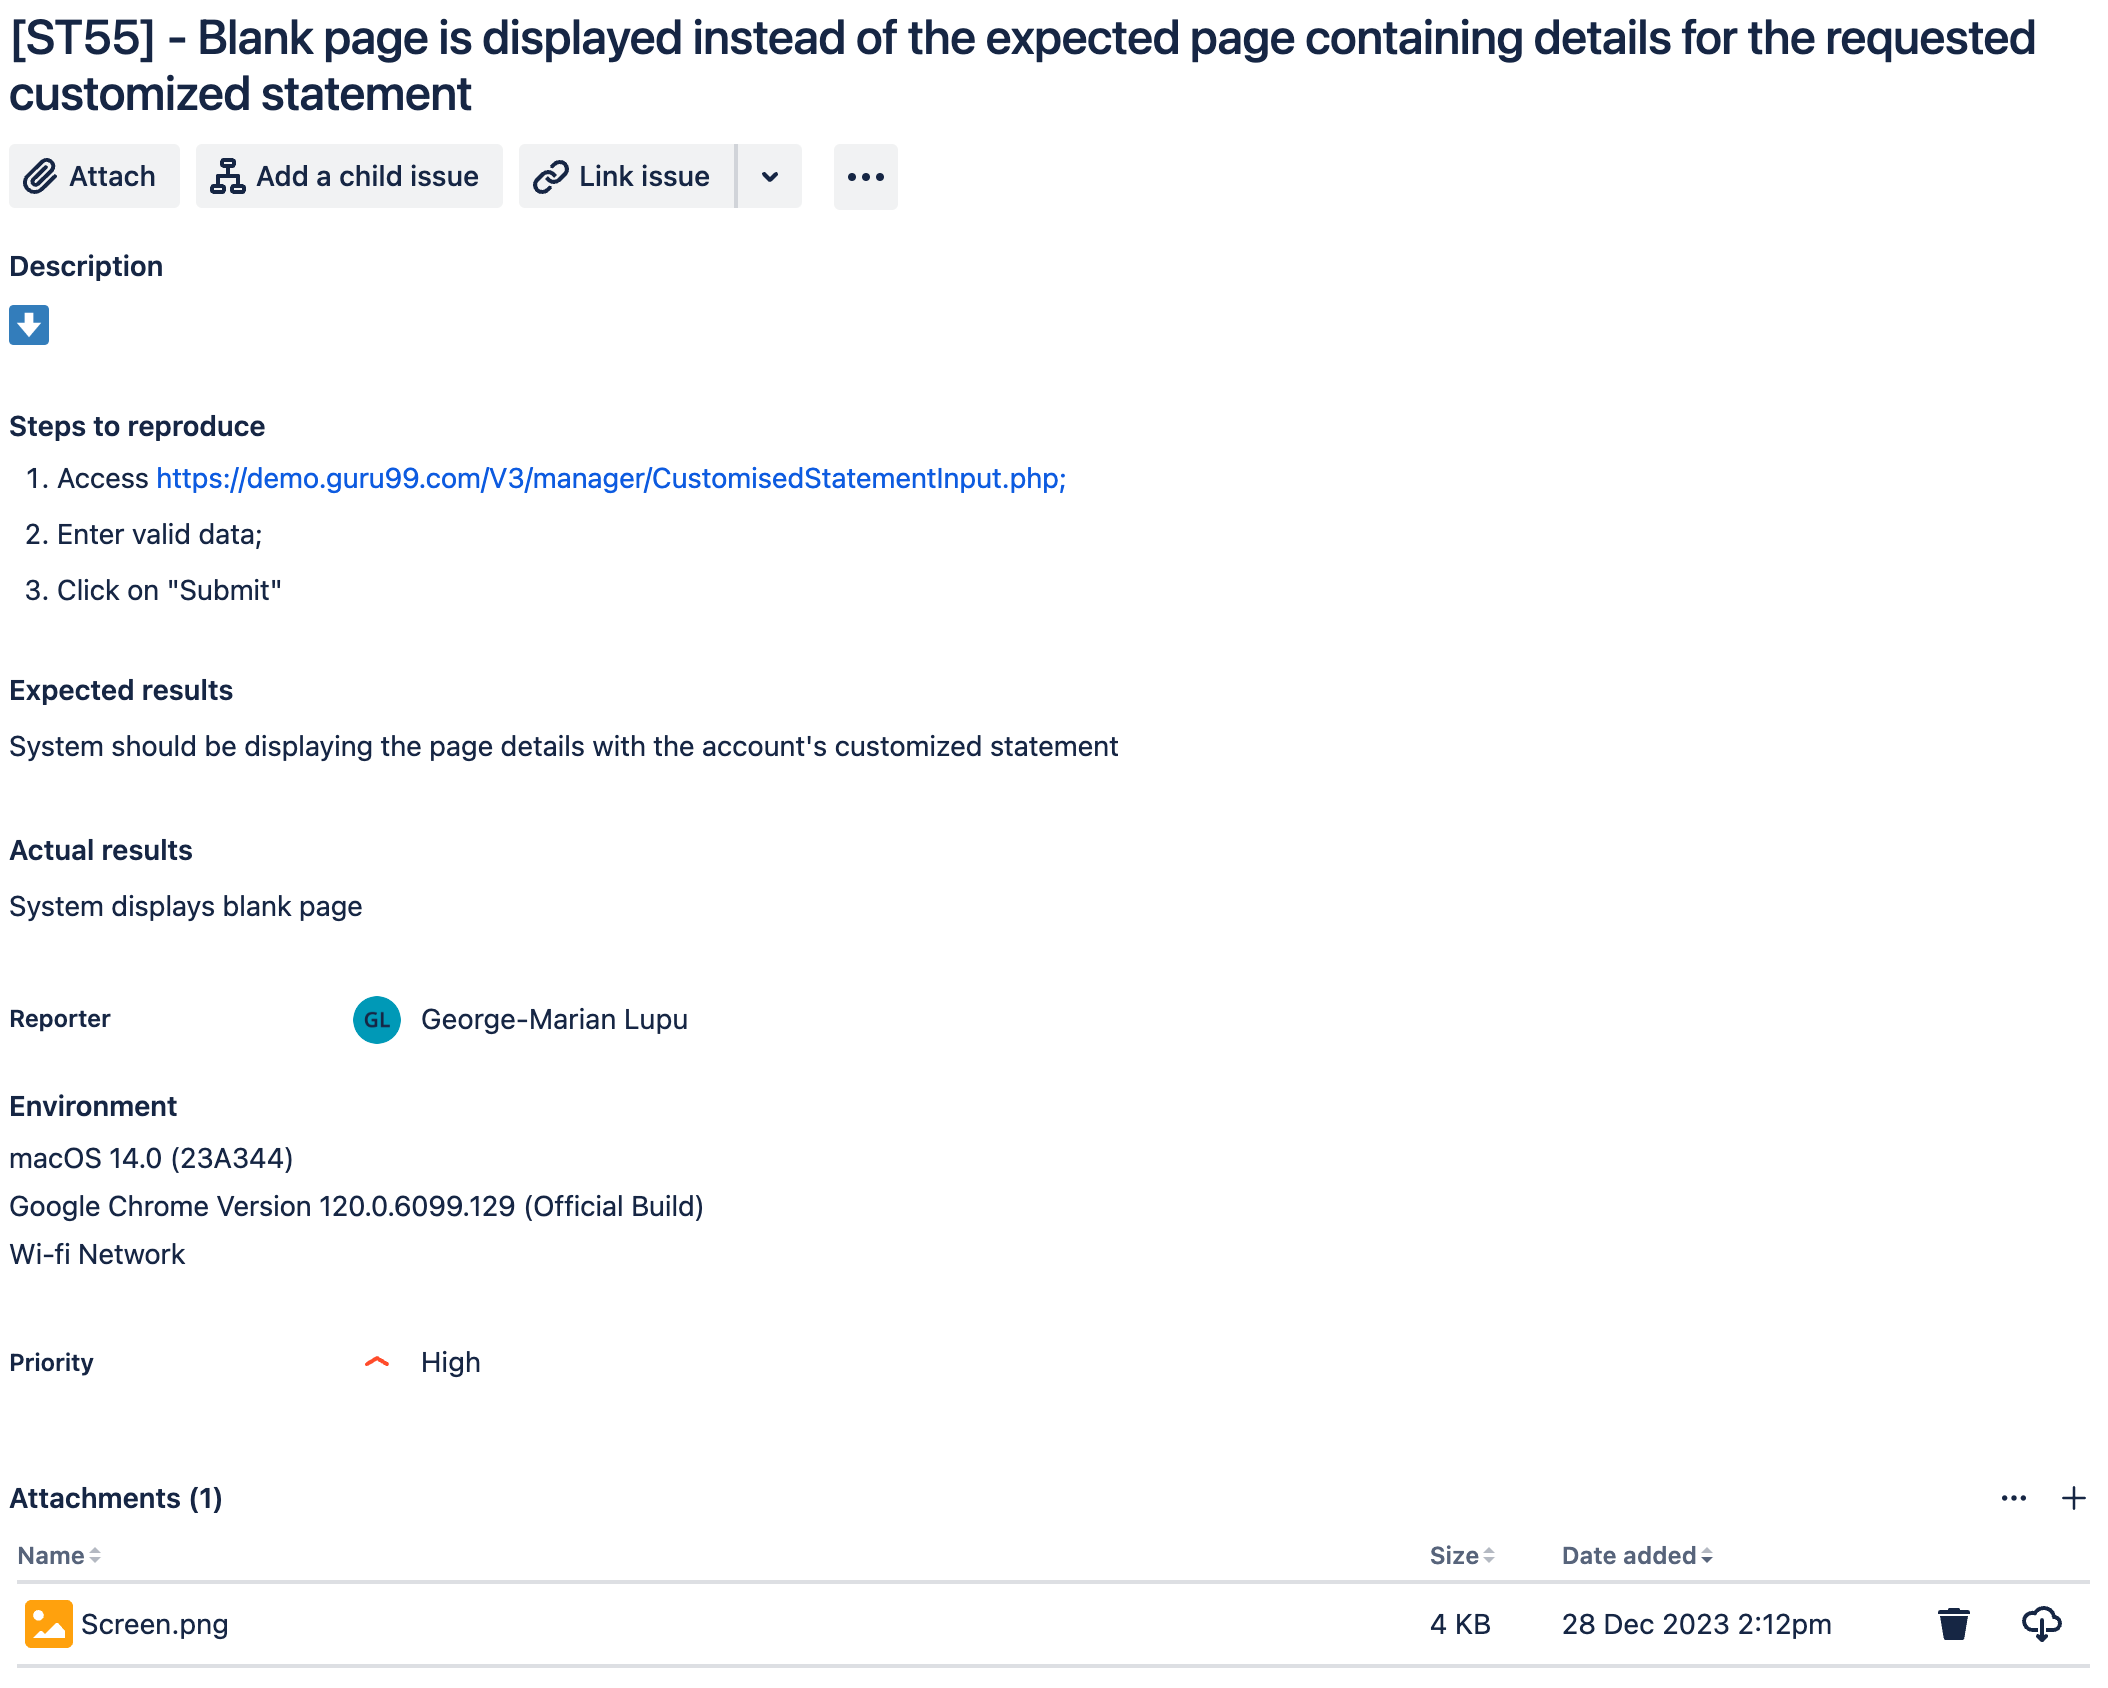 [ST55] - Blank page is displayed instead of the expected page containing details for the requested
customized statement
Attach Add a child issue Link issue
Description
Steps to reproduce
1. Access https://demo.guru99.com/V3/manager/CustomisedStatementInput.php;
2. Enter valid data;
3. Click on "Submit"
Expected results
System should be displaying the page details with the account's customized statement
Actual results
System displays blank page
Reporter GL George-Marian Lupu
Environment
macOS 14.0 (23A344)
Google Chrome Version 120.0.6099.129 (Official Build)
Wi-fi Network
Priority High
Attachments (1)
Name Size Date added
Screen.png 4 KB 28 Dec 2023 2:12pm